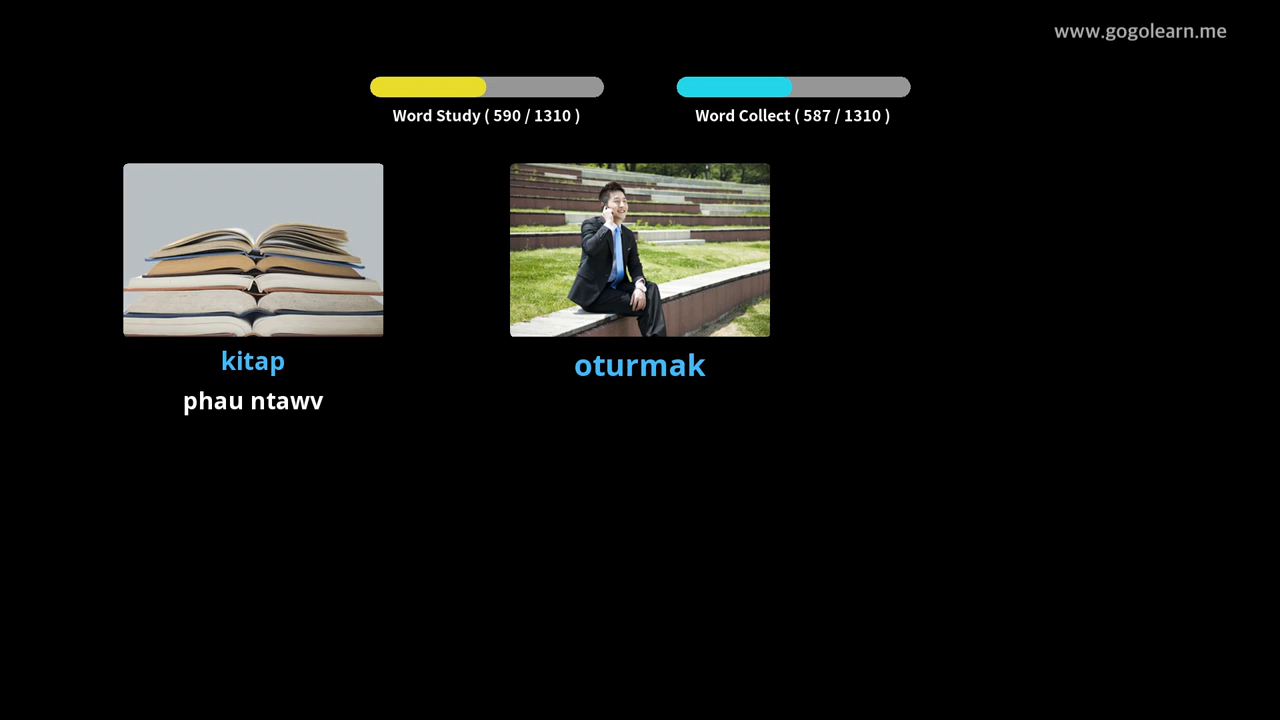 www.gogolearn.me
Word Study ( 590 / 1310 )
Word Collect ( 587 / 1310 )
kitap
phau ntawv
oturmak